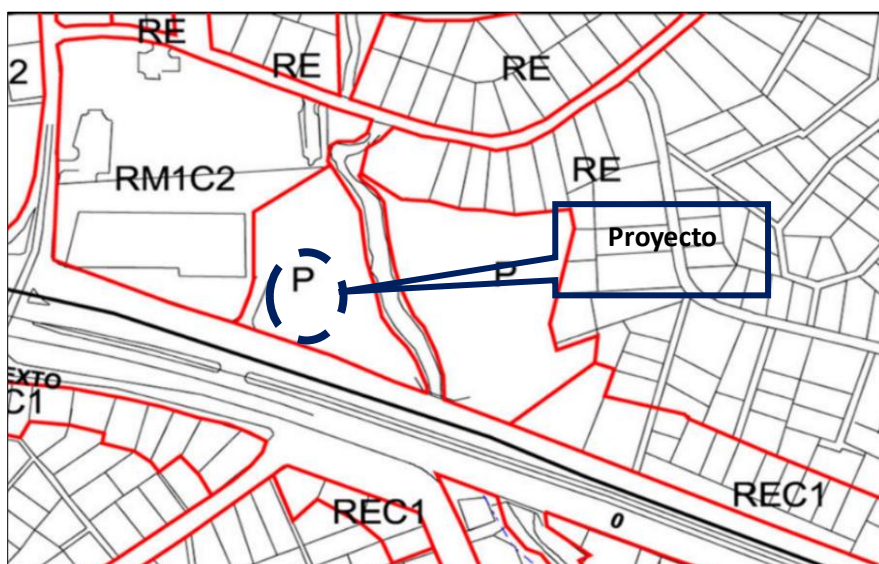 RE
RE
RE
2
RM1C2
RE
Proyecto
P
P
EXTO
C1
REC1
REC1
0